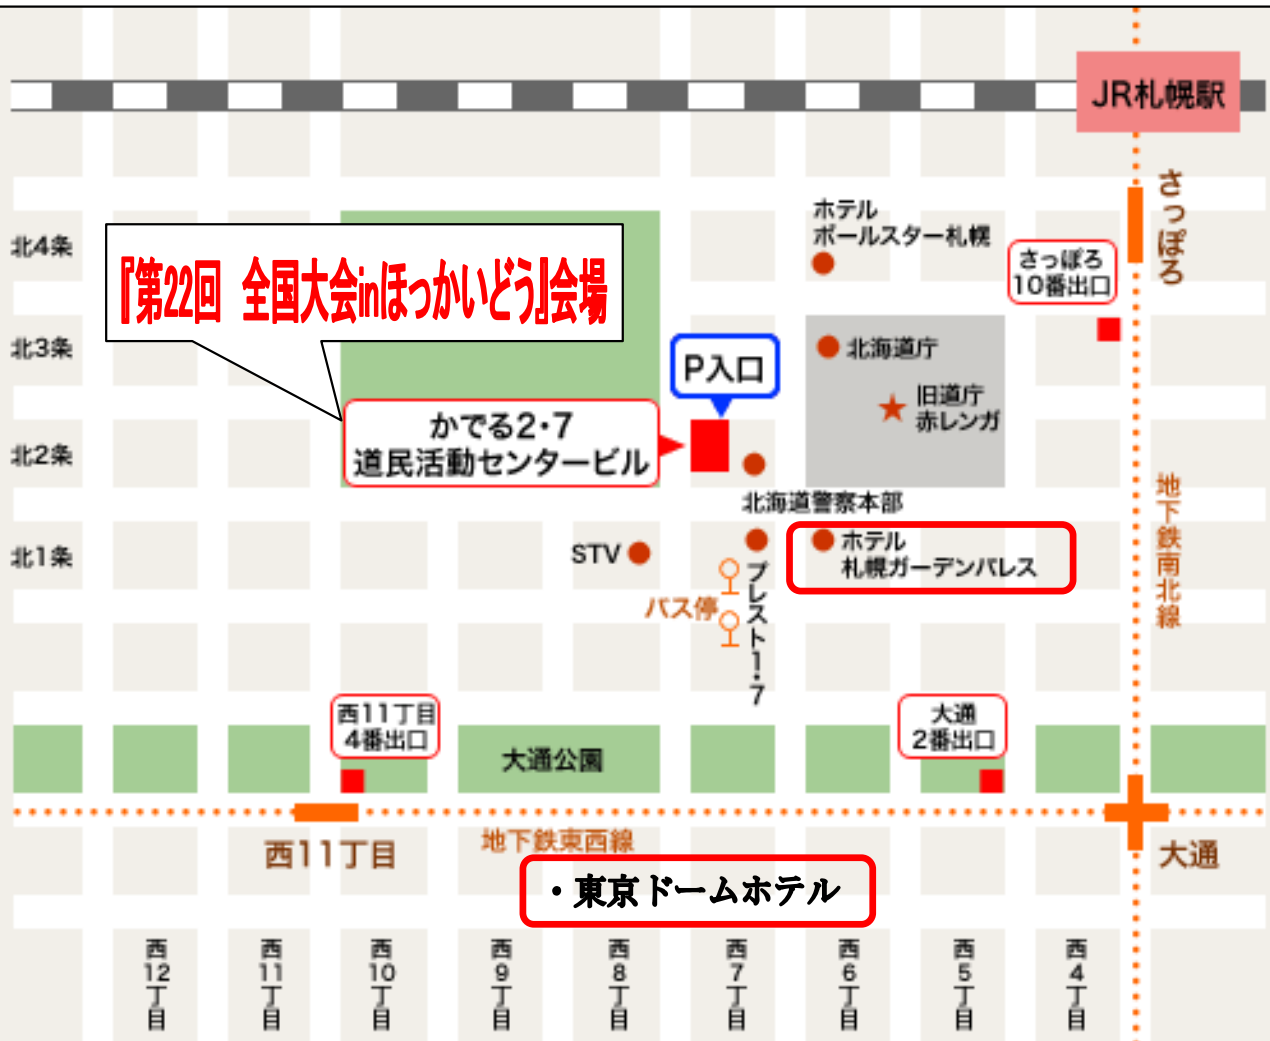 JR札幌駅
さっぽろ
ホテル
ポールスター札幌
さっぽろ
10番出口
北4条
『第22回 全国大会inほっかいどう』会場
北3条
P入口
北海道庁
旧道庁
赤レンガ
かでる2・7
道民活動センタービル
北2条
北海道警察本部
地下鉄南北線
北1条
STV
ホテル
札幌ガーデンパレス
バス停
プレスト1・7
西11丁目
4番出口
大通公園
大通
2番出口
西11丁目
地下鉄東西線
大通
・東京ドームホテル
西12丁目
西11丁目
西10丁目
西9丁目
西8丁目
西7丁目
西6丁目
西5丁目
西4丁目